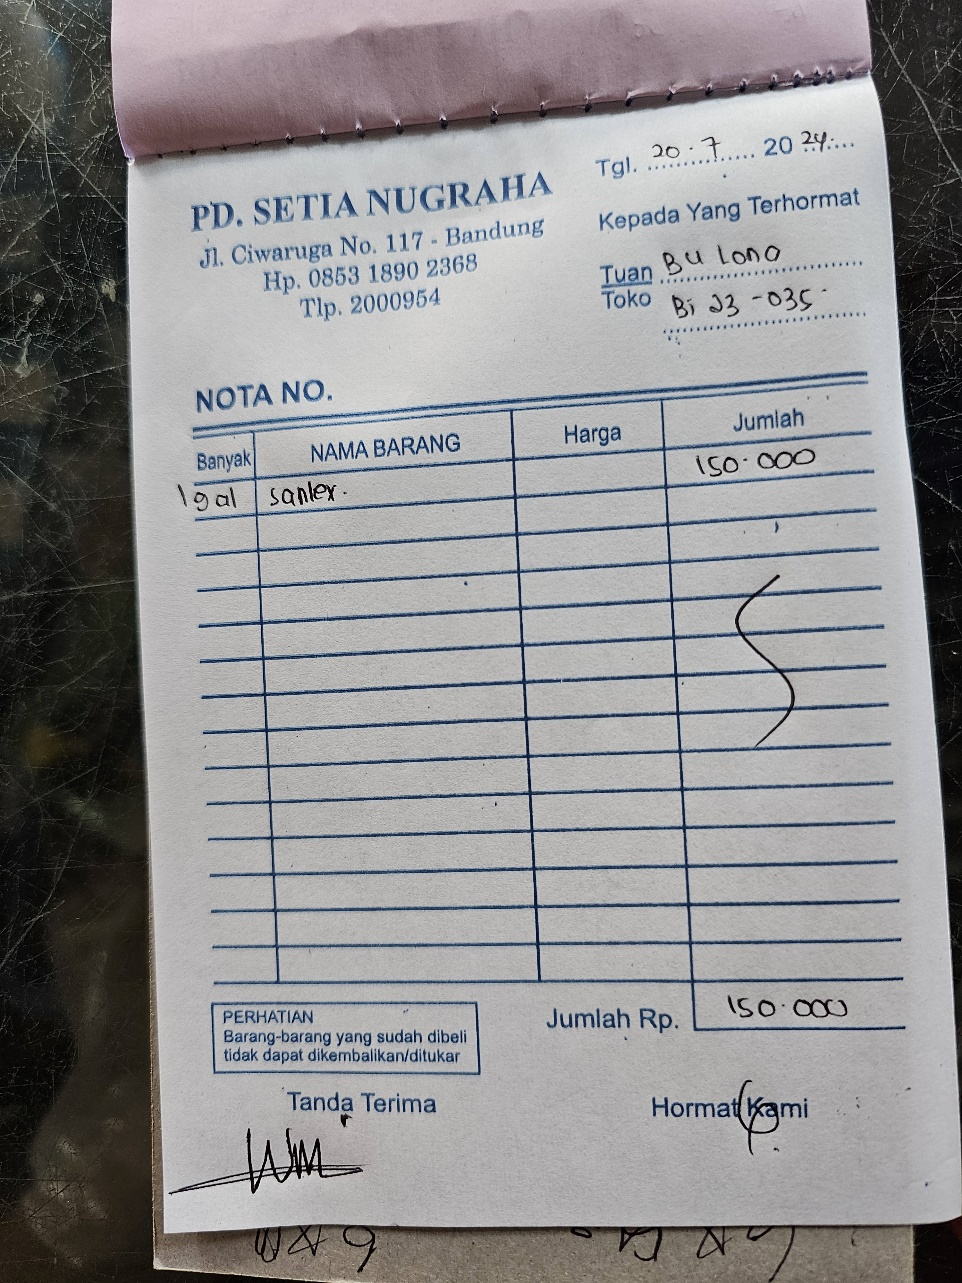 PD. SETIA NUGRAHA
Jl. Ciwaruga No. 117 - Bandung
Hp. 0853 1890 2368
Tlp. 2000954
Tgl. 20.7 20 24
Kepada Yang Terhormat
Tuan Bu Lono
Toko Bi 23-035
NOTA NO.
Banyak NAMA BARANG Harga Jumlah
1 gal sanlex. 150.000
PERHATIAN
Barang-barang yang sudah dibeli
tidak dapat dikembalikan/ditukar
Jumlah Rp. 150.000
Tanda Terima Hormat Kami